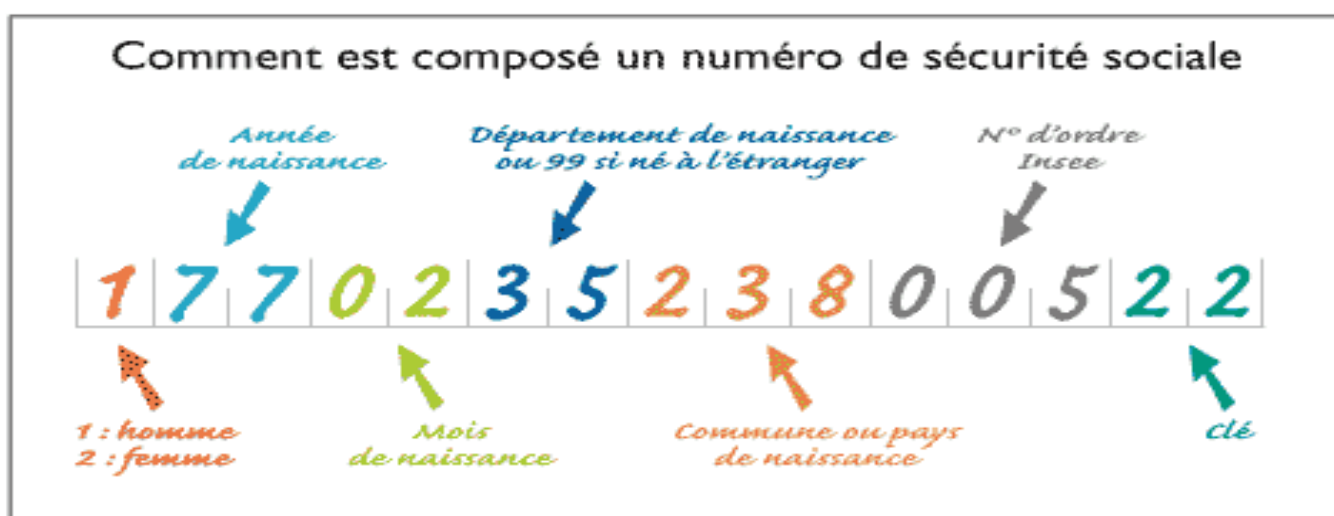 Comment est composé un numéro de sécurité sociale
Année
de naissance
Département de naissance
ou 99 si né à l'étranger
N° d'ordre
Insee
1 7 7 0 2 3 5 2 3 8 0 0 5 2 2
1 : homme
2 : femme
Mois
de naissance
Commune ou pays
de naissance
Clé